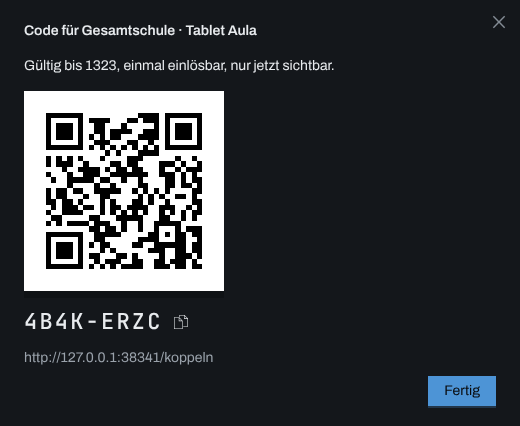 Code für Gesamtschule · Tablet Aula
Gültig bis 1323, einmal einlösbar, nur jetzt sichtbar.
4B4K-ERZC
http://127.0.0.1:38341/koppeln
Fertig